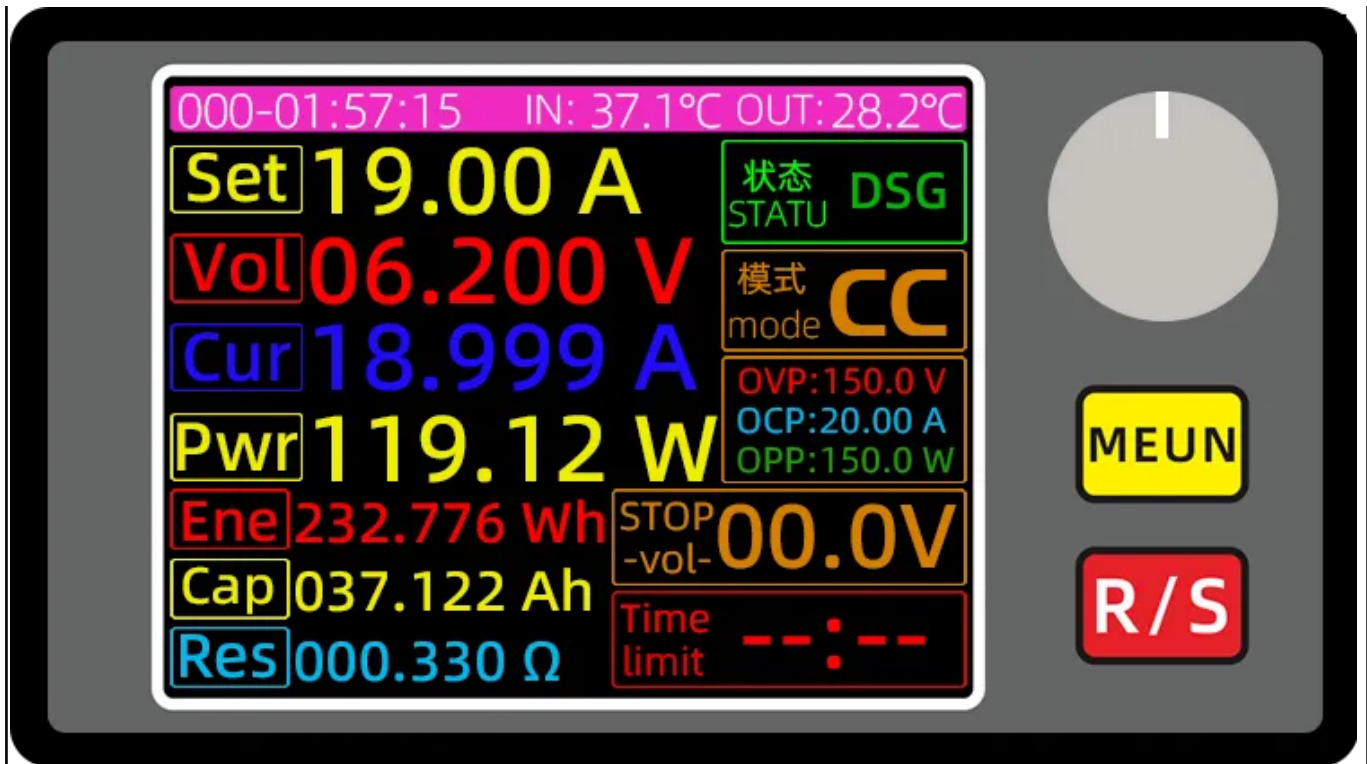 000-01:57:15 IN: 37.1℃ OUT: 28.2℃
Set 19.00 A
状态
STATU DSG
Vol 06.200 V
模式
mode CC
Cur 18.999 A
OVP:150.0 V
OCP:20.00 A
OPP:150.0 W
Pwr 119.12 W
Ene 232.776 Wh
STOP
-vol- 00.0V
Cap 037.122 Ah
Time
limit --:--
Res 000.330 Ω
MEUN
R/S